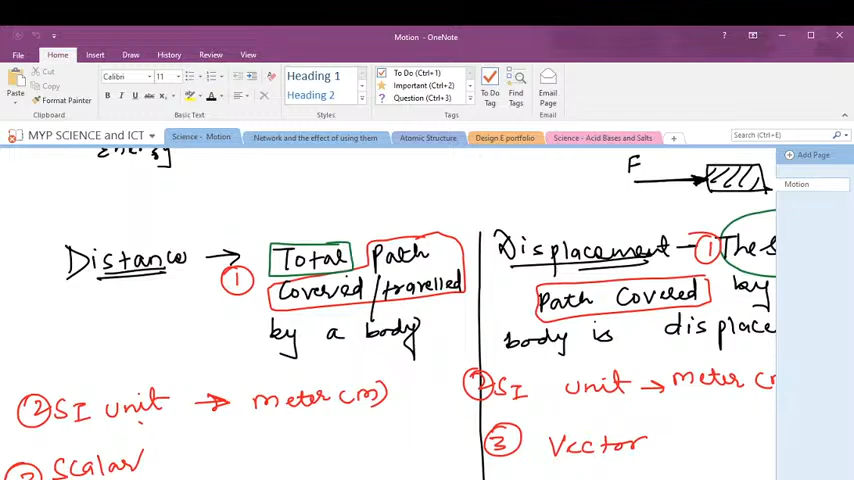 Motion - OneNote
File Home Insert Draw History Review View
Paste
Cut
Copy
Format Painter
Clipboard
Calibri 11
B I U abc X₂ A
Basic Text
Heading 1
Heading 2
Styles
To Do (Ctrl+1)
Important (Ctrl+2)
Question (Ctrl+3)
To Do Tag
Find Tags
Tags
Email Page
Email
MYP SCIENCE and ICT
Science - Motion
Network and the effect of using them
Atomic Structure
Design E portfolio
Science - Acid Bases and Salts
Search (Ctrl+E)
Add Page
Motion
Energy
F
Distance → Total Path
① Covered/travelled
by a body
② SI unit → meter (m)
③ Scalar
Displacement - ① The s
Path Covered by
body is displace
② SI unit → meter (m
③ Vector